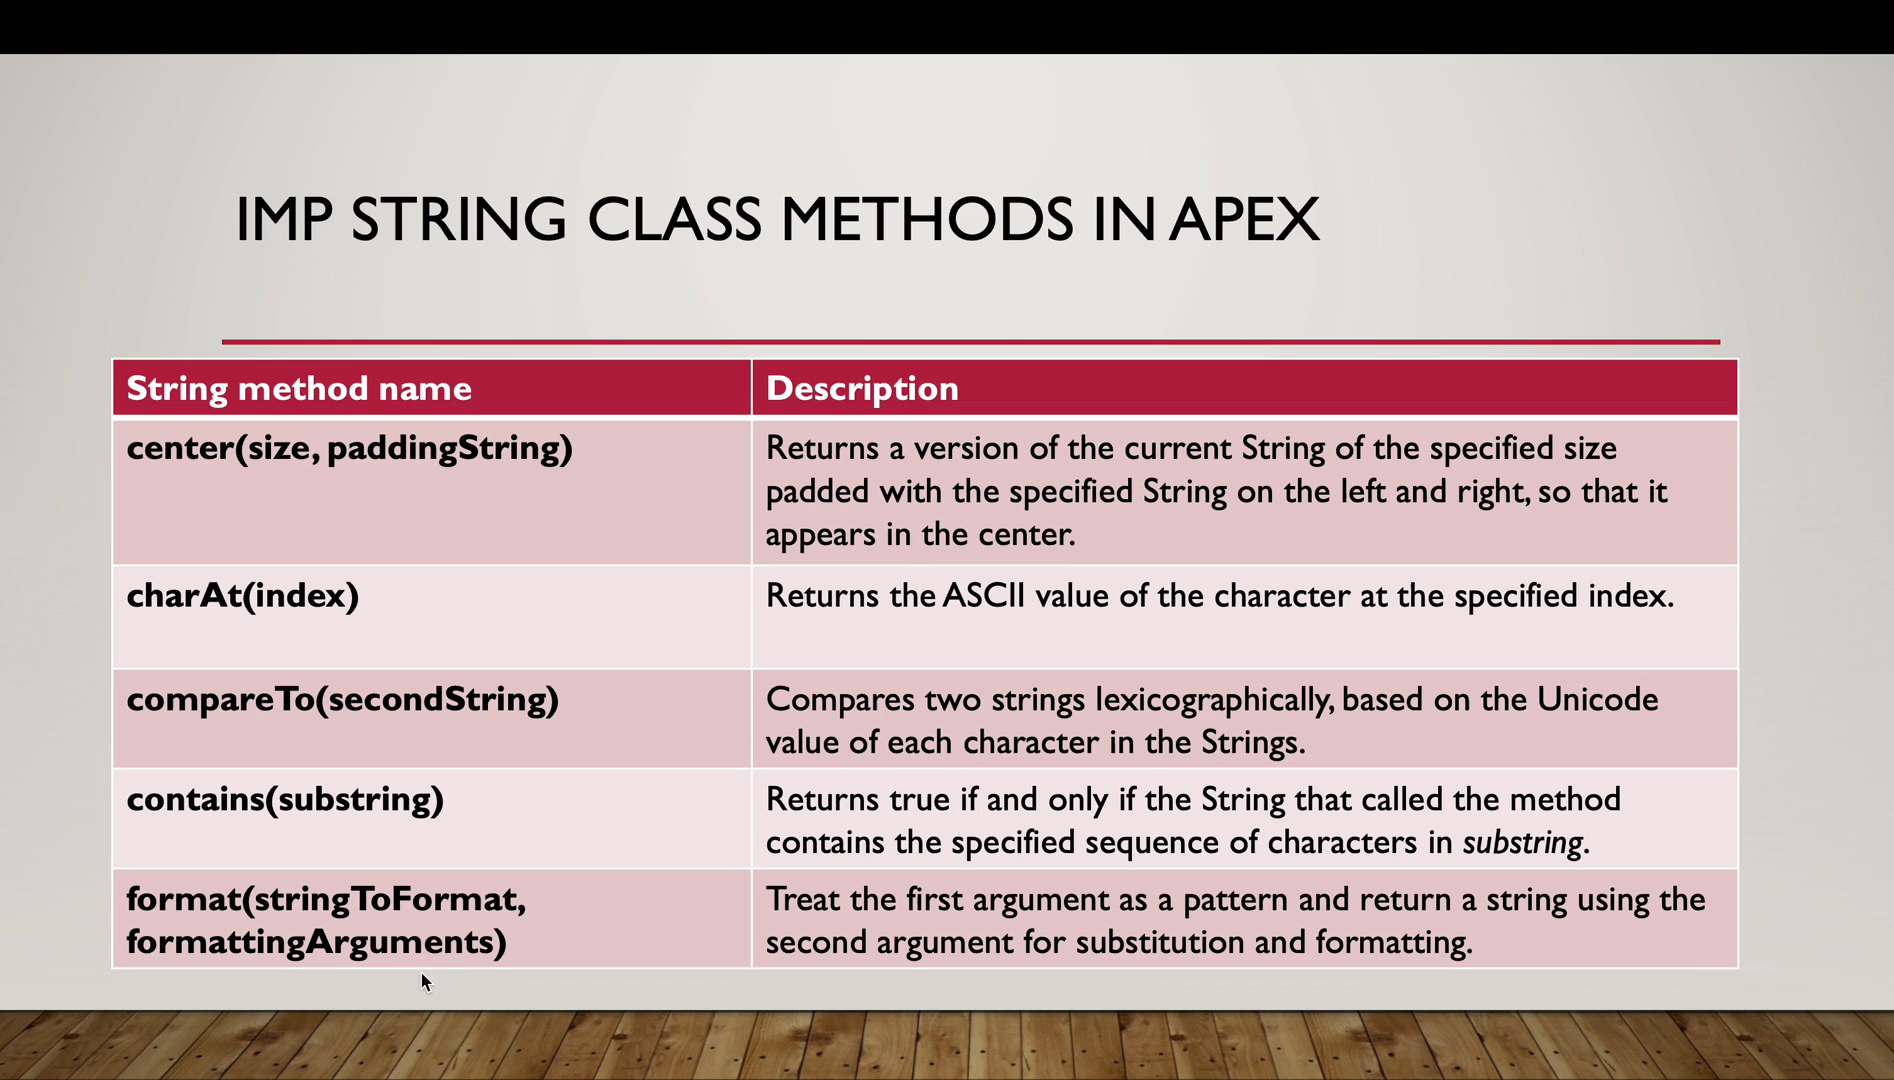 IMP STRING CLASS METHODS IN APEX
String method name
Description
center(size, paddingString)
Returns a version of the current String of the specified size
padded with the specified String on the left and right, so that it
appears in the center.
charAt(index)
Returns the ASCII value of the character at the specified index.
compareTo(secondString)
Compares two strings lexicographically, based on the Unicode
value of each character in the Strings.
contains(substring)
Returns true if and only if the String that called the method
contains the specified sequence of characters in substring.
format(stringToFormat,
formattingArguments)
Treat the first argument as a pattern and return a string using the
second argument for substitution and formatting.